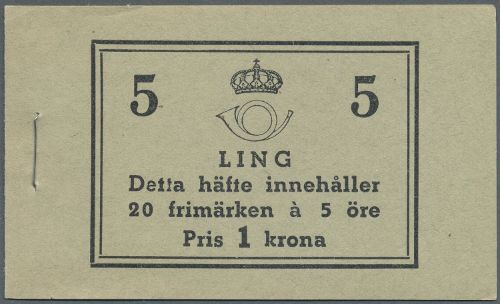 5 5
LING
Detta häfte innehåller
20 frimärken à 5 öre
Pris 1 krona